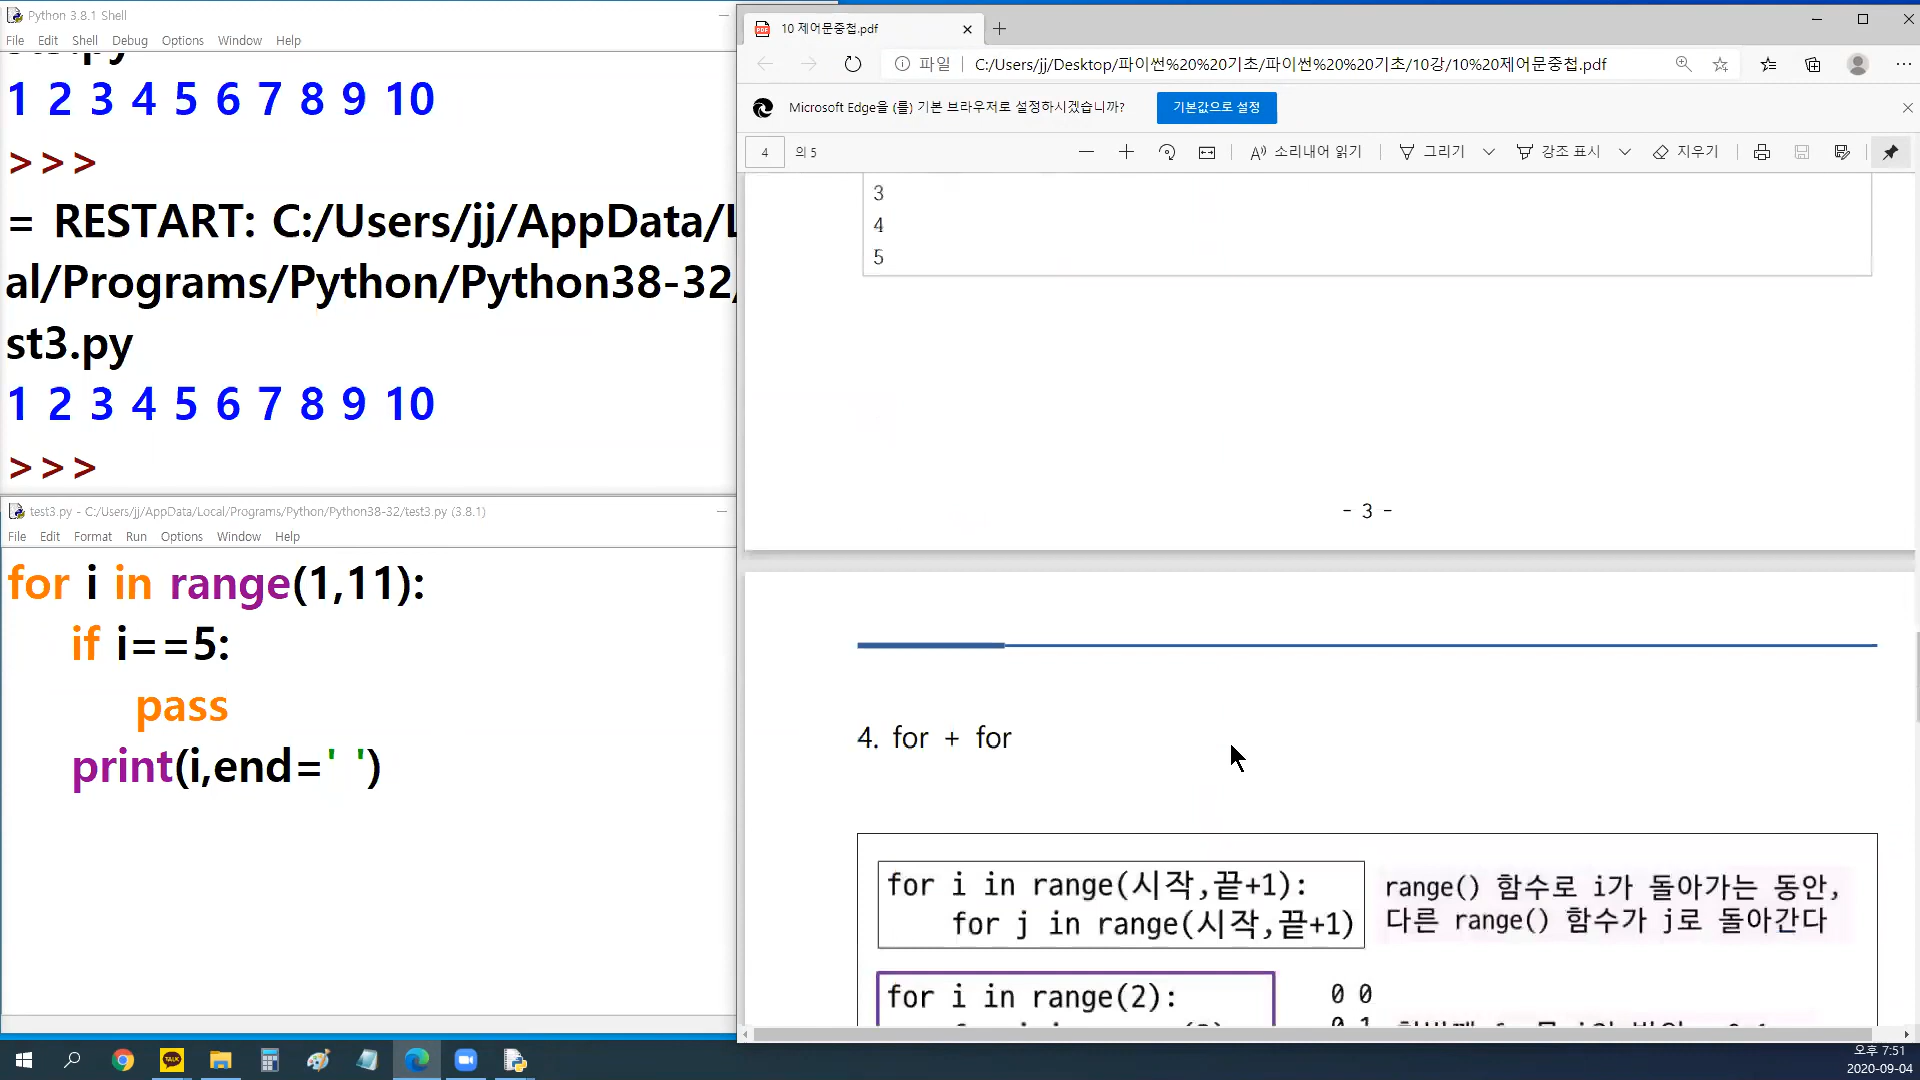 Python 3.8.1 Shell
File Edit Shell Debug Options Window Help
1 2 3 4 5 6 7 8 9 10
>>>
= RESTART: C:/Users/jj/AppData/L
al/Programs/Python/Python38-32/
st3.py
1 2 3 4 5 6 7 8 9 10
>>>
test3.py - C:/Users/jj/AppData/Local/Programs/Python/Python38-32/test3.py (3.8.1)
File Edit Format Run Options Window Help
for i in range(1,11):
if i==5:
pass
print(i,end=' ')
10 제어문중첩.pdf
파일 C:/Users/jj/Desktop/파이썬%20%20기초/파이썬%20%20기초/10강/10%20제어문중첩.pdf
Microsoft Edge을 (를) 기본 브라우저로 설정하시겠습니까? 기본값으로 설정
4 의 5 소리내어 읽기 그리기 강조 표시 지우기
3
4
5
- 3 -
4. for + for
for i in range(시작,끝+1):
for j in range(시작,끝+1)
range() 함수로 i가 돌아가는 동안,
다른 range() 함수가 j로 돌아간다
for i in range(2):
0 0
0 1
오후 7:51
2020-09-04